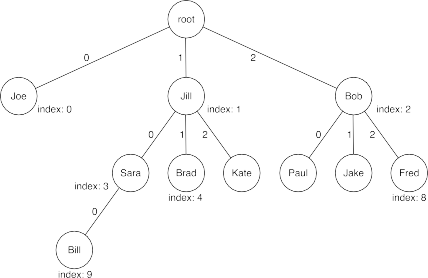 root
0
1
2
Joe
Jill
Bob
index: 0
index: 1
index: 2
0
1
2
0
1
2
Sara
Brad
Kate
Paul
Jake
Fred
index: 3
index: 4
index: 8
0
Bill
index: 9